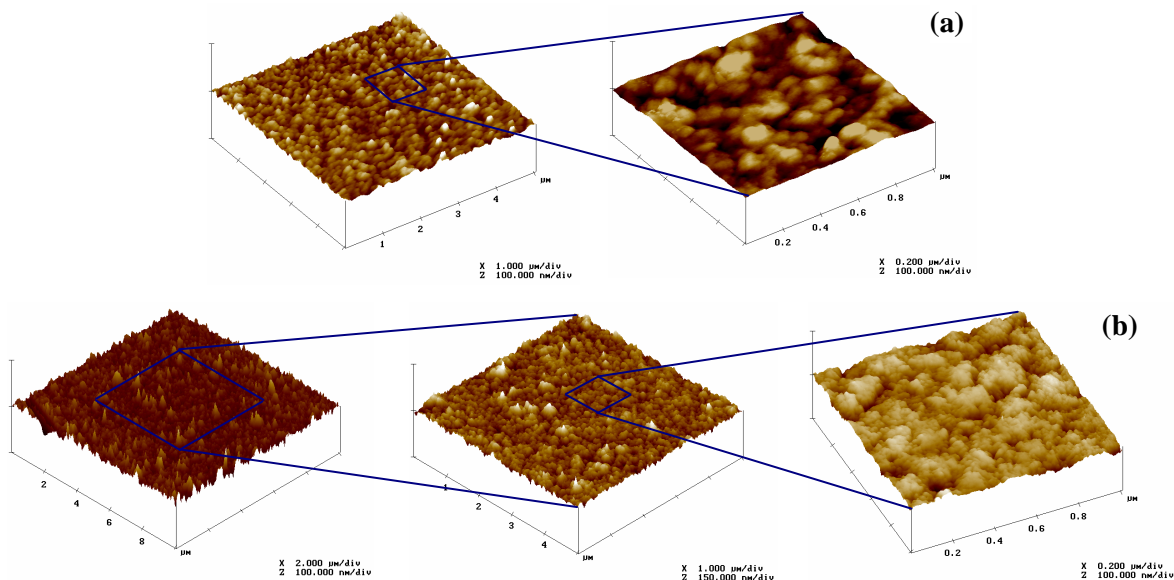 (a)
1
2
3
4
µm
X 1.000 µm/div
Z 100.000 nm/div
0.2
0.4
0.6
0.8
µm
X 0.200 µm/div
Z 100.000 nm/div
(b)
2
4
6
8
µm
X 2.000 µm/div
Z 100.000 nm/div
1
2
3
4
µm
X 1.000 µm/div
Z 150.000 nm/div
0.2
0.4
0.6
0.8
µm
X 0.200 µm/div
Z 100.000 nm/div